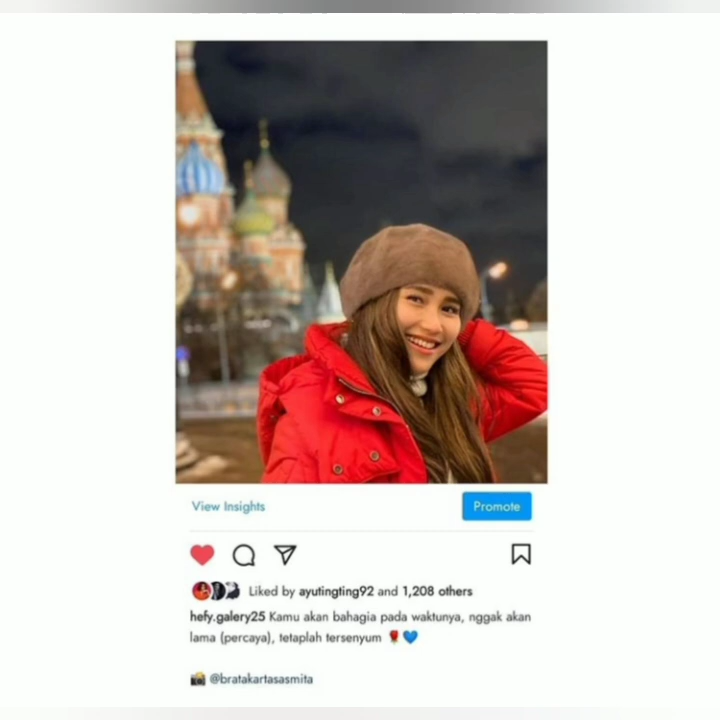 View Insights
Promote
Liked by ayutingting92 and 1,208 others
hefy.galery25 Kamu akan bahagia pada waktunya, nggak akan
lama (percaya), tetaplah tersenyum 🌹💙
📸 @bratakartasasmita